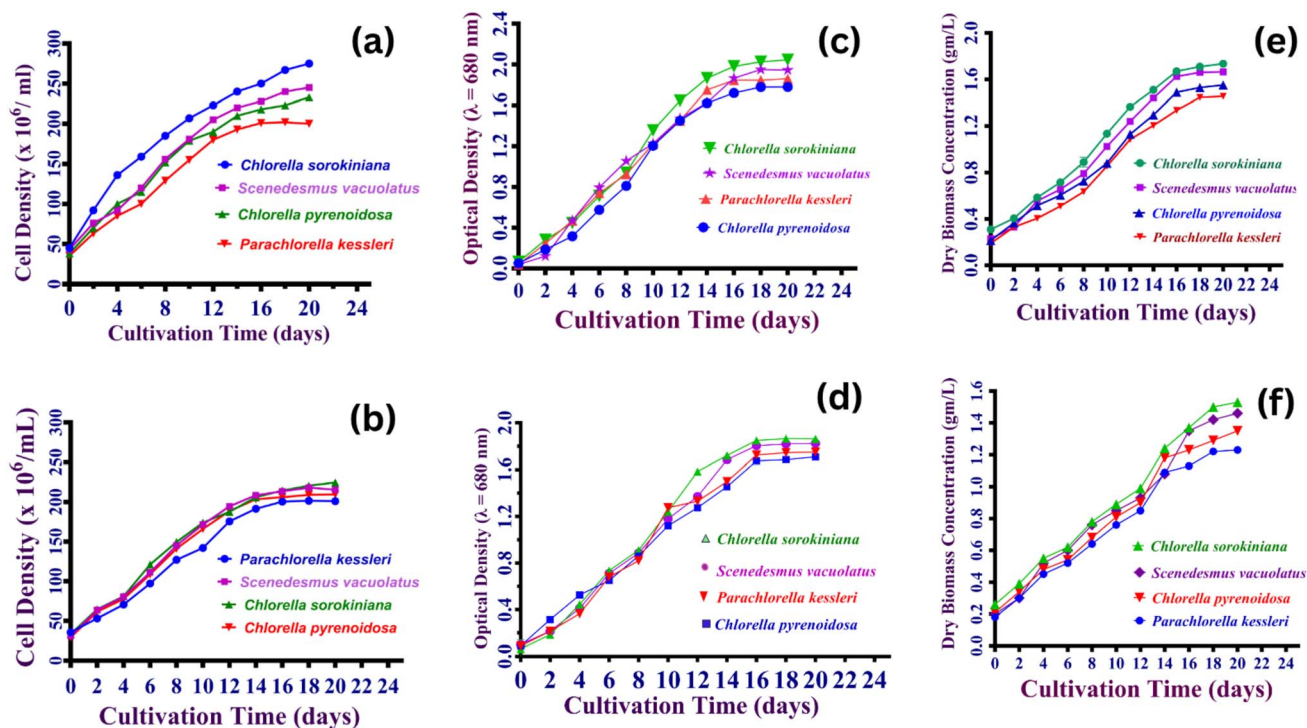 (a)
Cell Density (x 10⁶/ ml)
300
250
200
150
100
50
0
Chlorella sorokiniana
Scenedesmus vacuolatus
Chlorella pyrenoidosa
Parachlorella kessleri
0 4 8 12 16 20 24
Cultivation Time (days)
(c)
Optical Density (λ = 680 nm)
2.4
2.0
1.6
1.2
0.8
0.4
0.0
Chlorella sorokiniana
Scenedesmus vacuolatus
Parachlorella kessleri
Chlorella pyrenoidosa
0 2 4 6 8 10 12 14 16 18 20 22 24
Cultivation Time (days)
(e)
Dry Biomass Concentration (gm/L)
2.0
1.6
1.2
0.8
0.4
0.0
Chlorella sorokiniana
Scenedesmus vacuolatus
Chlorella pyrenoidosa
Parachlorella kessleri
0 2 4 6 8 10 12 14 16 18 20 22 24
Cultivation Time (days)
(b)
Cell Density (x 10⁶/mL)
300
250
200
150
100
50
0
Parachlorella kessleri
Scenedesmus vacuolatus
Chlorella sorokiniana
Chlorella pyrenoidosa
0 2 4 6 8 10 12 14 16 18 20 22 24
Cultivation Time (days)
(d)
Optical Density (λ = 680 nm)
2.0
1.6
1.2
0.8
0.4
0.0
Chlorella sorokiniana
Scenedesmus vacuolatus
Parachlorella kessleri
Chlorella pyrenoidosa
0 2 4 6 8 10 12 14 16 18 20 22 24
Cultivation Time (days)
(f)
Dry Biomass Concentration (gm/L)
1.6
1.4
1.2
1.0
0.8
0.6
0.4
0.2
0.0
Chlorella sorokiniana
Scenedesmus vacuolatus
Chlorella pyrenoidosa
Parachlorella kessleri
0 2 4 6 8 10 12 14 16 18 20 22 24
Cultivation Time (days)